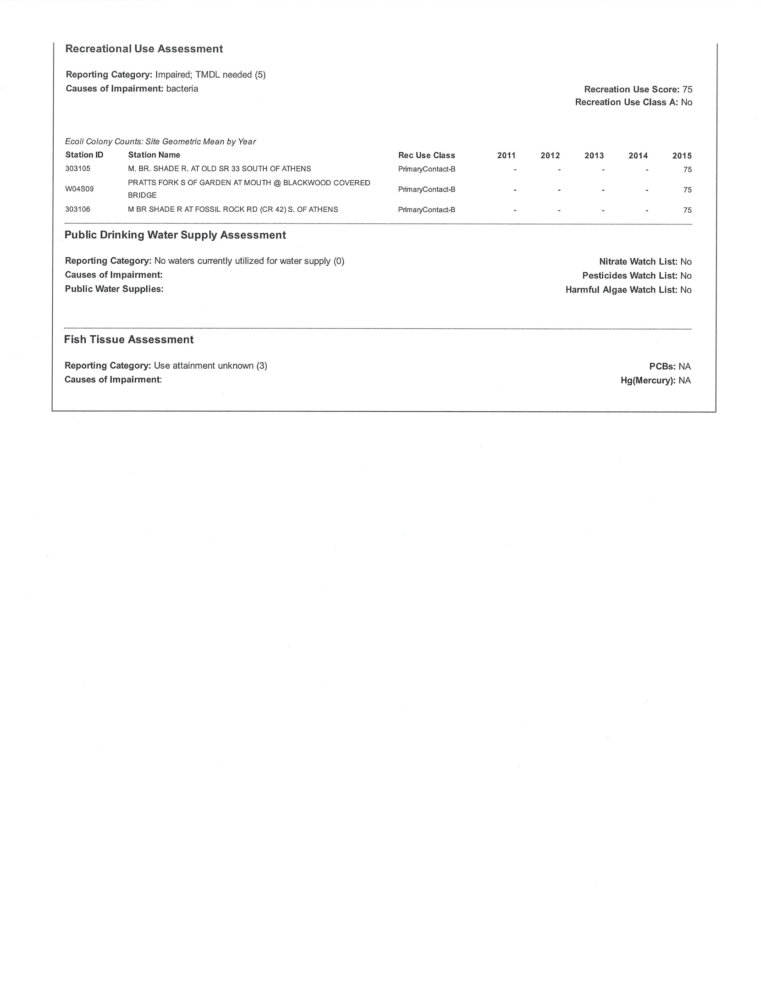 Recreational Use Assessment
Reporting Category: Impaired; TMDL needed (5)
Causes of Impairment: bacteria
Recreation Use Score: 75
Recreation Use Class A: No
Ecoli Colony Counts: Site Geometric Mean by Year
Station ID Station Name Rec Use Class 2011 2012 2013 2014 2015
303105 M. BR. SHADE R. AT OLD SR 33 SOUTH OF ATHENS PrimaryContact-B - - - - 75
W04S09 PRATTS FORK S OF GARDEN AT MOUTH @ BLACKWOOD COVERED PrimaryContact-B - - - - 75
BRIDGE
303106 M BR SHADE R AT FOSSIL ROCK RD (CR 42) S. OF ATHENS PrimaryContact-B - - - - 75
Public Drinking Water Supply Assessment
Reporting Category: No waters currently utilized for water supply (0) Nitrate Watch List: No
Causes of Impairment: Pesticides Watch List: No
Public Water Supplies: Harmful Algae Watch List: No
Fish Tissue Assessment
Reporting Category: Use attainment unknown (3) PCBs: NA
Causes of Impairment: Hg(Mercury): NA